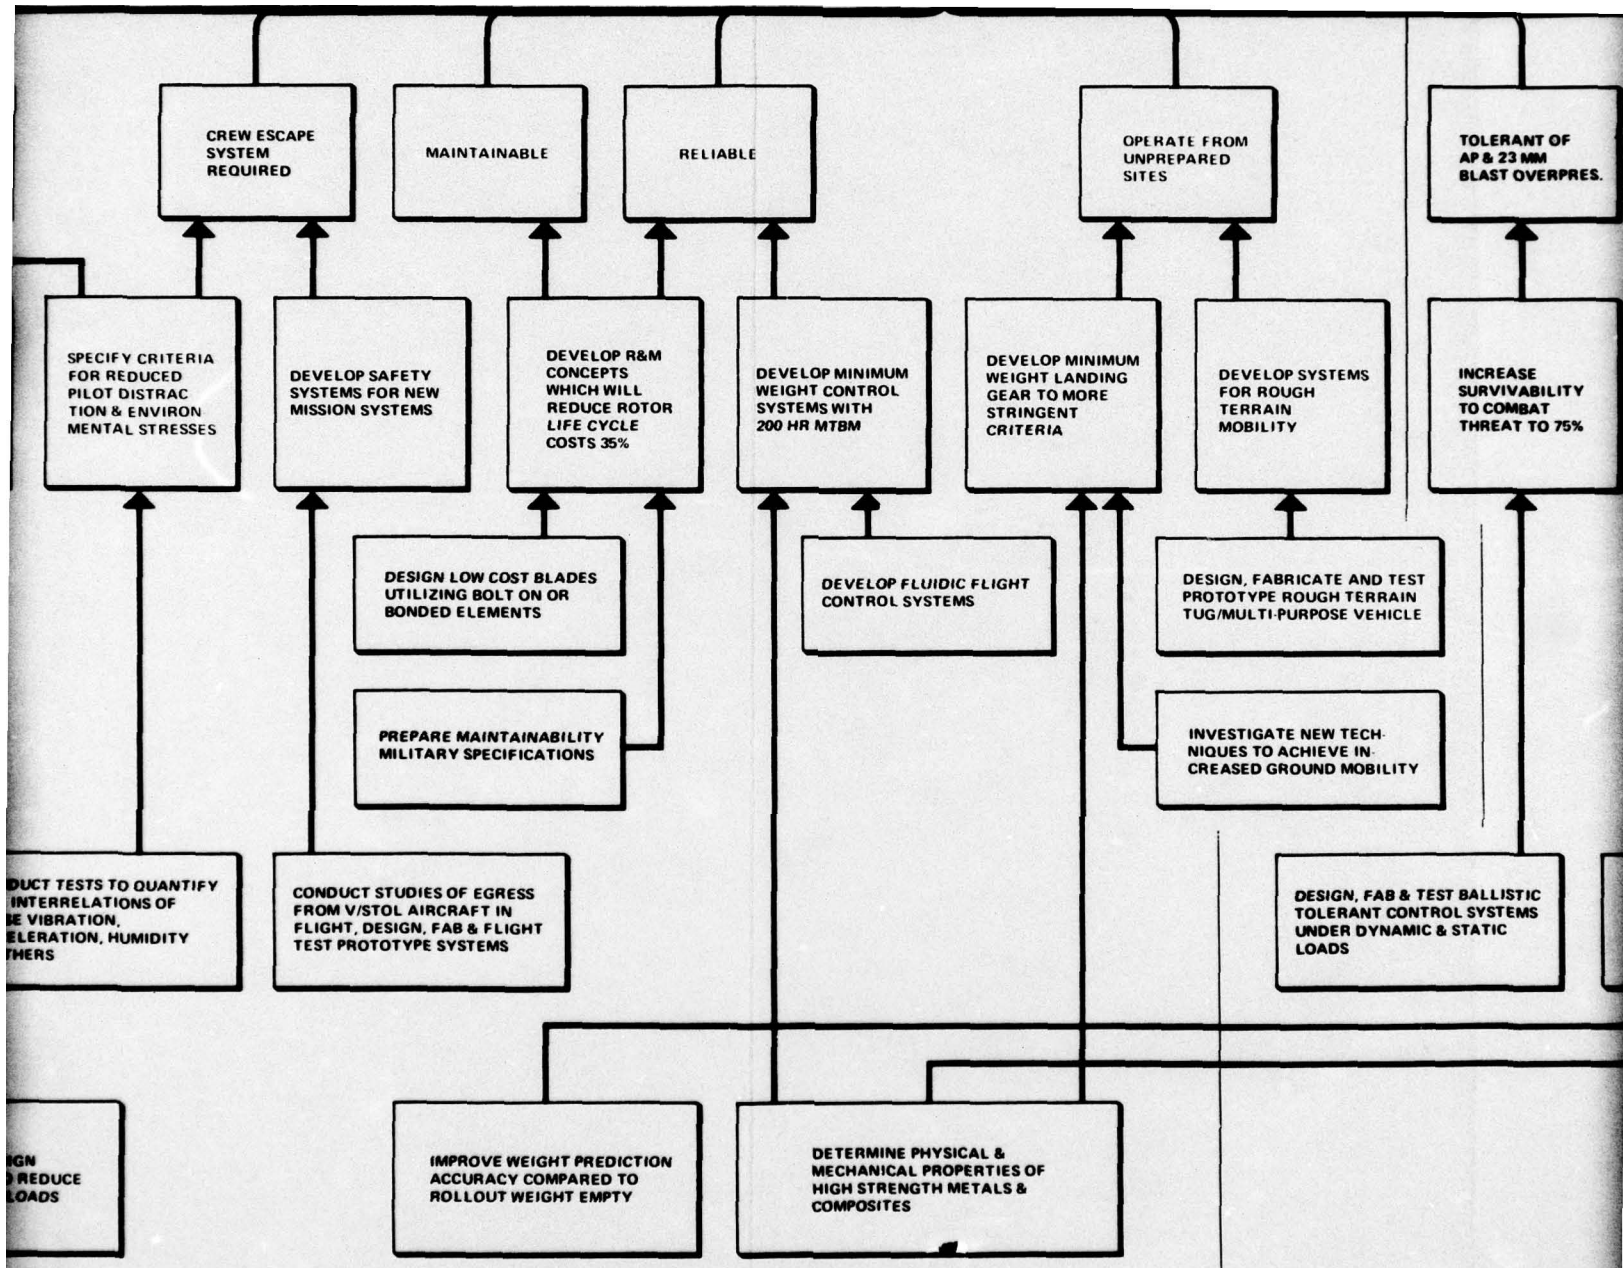 CREW ESCAPE
SYSTEM
REQUIRED
MAINTAINABLE
RELIABLE
OPERATE FROM
UNPREPARED
SITES
TOLERANT OF
AP & 23 MM
BLAST OVERPRES.
SPECIFY CRITERIA
FOR REDUCED
PILOT DISTRAC
TION & ENVIRON
MENTAL STRESSES
DEVELOP SAFETY
SYSTEMS FOR NEW
MISSION SYSTEMS
DEVELOP R&M
CONCEPTS
WHICH WILL
REDUCE ROTOR
LIFE CYCLE
COSTS 35%
DEVELOP MINIMUM
WEIGHT CONTROL
SYSTEMS WITH
200 HR MTBM
DEVELOP MINIMUM
WEIGHT LANDING
GEAR TO MORE
STRINGENT
CRITERIA
DEVELOP SYSTEMS
FOR ROUGH
TERRAIN
MOBILITY
INCREASE
SURVIVABILITY
TO COMBAT
THREAT TO 75%
DESIGN LOW COST BLADES
UTILIZING BOLT ON OR
BONDED ELEMENTS
DEVELOP FLUIDIC FLIGHT
CONTROL SYSTEMS
DESIGN, FABRICATE AND TEST
PROTOTYPE ROUGH TERRAIN
TUG/MULTI-PURPOSE VEHICLE
PREPARE MAINTAINABILITY
MILITARY SPECIFICATIONS
INVESTIGATE NEW TECH-
NIQUES TO ACHIEVE IN-
CREASED GROUND MOBILITY
DUCT TESTS TO QUANTIFY
INTERRELATIONS OF
SE VIBRATION,
ELERATION, HUMIDITY
THERS
CONDUCT STUDIES OF EGRESS
FROM V/STOL AIRCRAFT IN
FLIGHT, DESIGN, FAB & FLIGHT
TEST PROTOTYPE SYSTEMS
DESIGN, FAB & TEST BALLISTIC
TOLERANT CONTROL SYSTEMS
UNDER DYNAMIC & STATIC
LOADS
IGN
REDUCE
LOADS
IMPROVE WEIGHT PREDICTION
ACCURACY COMPARED TO
ROLLOUT WEIGHT EMPTY
DETERMINE PHYSICAL &
MECHANICAL PROPERTIES OF
HIGH STRENGTH METALS &
COMPOSITES